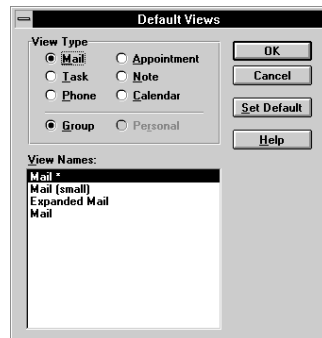 Default Views
View Type
Mail Appointment
Task Note
Phone Calendar
Group Personal
OK
Cancel
Set Default
Help
View Names:
Mail *
Mail (small)
Expanded Mail
Mail